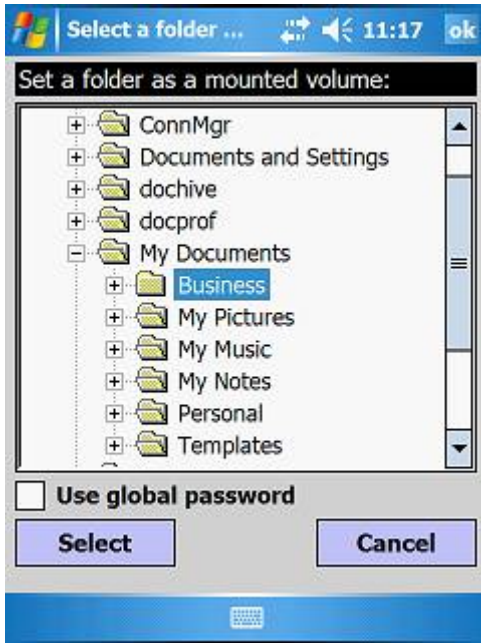 Select a folder ... 11:17 ok
Set a folder as a mounted volume:
ConnMgr
Documents and Settings
dochive
docprof
My Documents
Business
My Pictures
My Music
My Notes
Personal
Templates
Use global password
Select Cancel